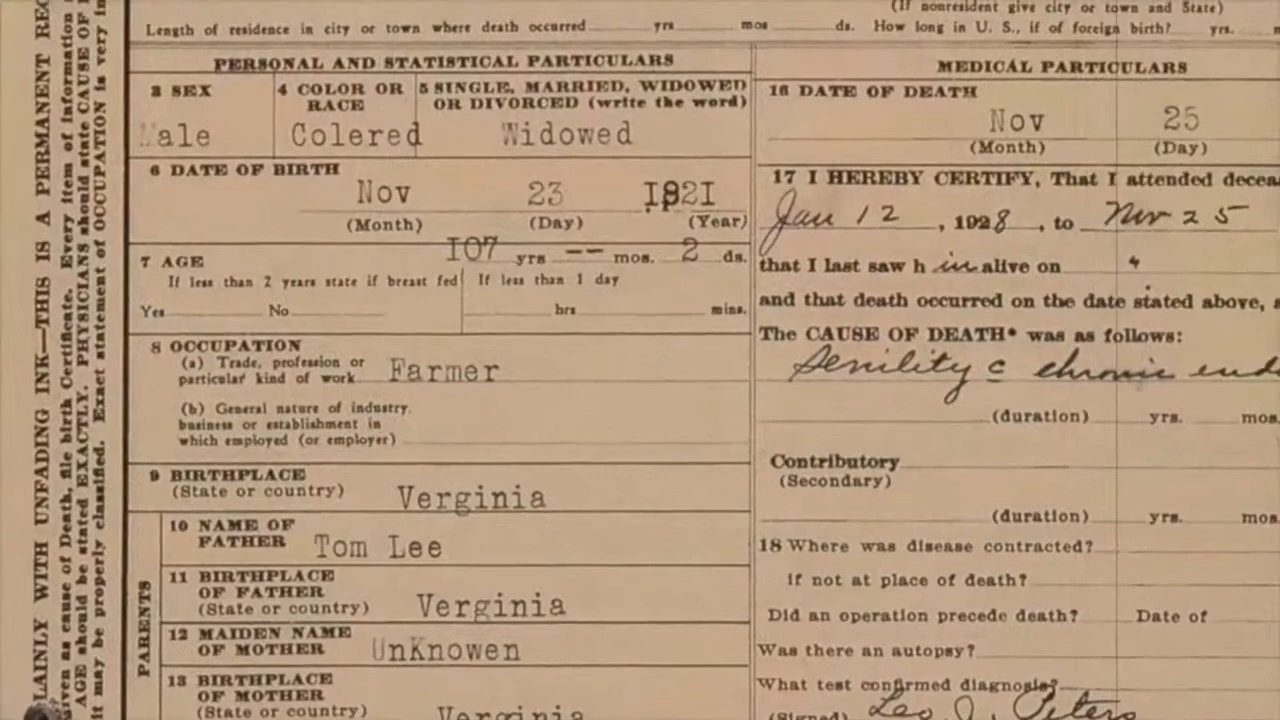 (If nonresident give city or town and State)
Length of residence in city or town where death occurred yrs mos ds. How long in U. S., if of foreign birth? yrs.
PERSONAL AND STATISTICAL PARTICULARS
3 SEX
Male
4 COLOR OR
RACE
Colered
5 SINGLE, MARRIED, WIDOWED
OR DIVORCED (write the word)
Widowed
6 DATE OF BIRTH
Nov 23 1821
(Month) (Day) (Year)
7 AGE 107 yrs -- mos. 2 ds.
If less than 2 years state if breast fed
Yes No
If less than 1 day
hrs mins.
8 OCCUPATION
(a) Trade, profession or
particular kind of work Farmer
(b) General nature of industry,
business or establishment in
which employed (or employer)
9 BIRTHPLACE
(State or country) Verginia
PARENTS
10 NAME OF
FATHER Tom Lee
11 BIRTHPLACE
OF FATHER
(State or country) Verginia
12 MAIDEN NAME
OF MOTHER UnKnowen
13 BIRTHPLACE
OF MOTHER
(State or country) Verginia
MEDICAL PARTICULARS
16 DATE OF DEATH
Nov 25
(Month) (Day)
17 I HEREBY CERTIFY, That I attended decea
Jan 12, 1928, to Nov 25
that I last saw h im alive on "
and that death occurred on the date stated above,
The CAUSE OF DEATH* was as follows:
Senility c chronic end
(duration) yrs. mos
Contributory
(Secondary)
(duration) yrs. mos
18 Where was disease contracted?
if not at place of death?
Did an operation precede death? Date of
Was there an autopsy?
What test confirmed diagnosis?
(Signed) Leo J. Peters
LAINLY WITH UNFADING INK—THIS IS A PERMANENT REC
iven as cause of Death, file birth Certificate. Every item of information
AGE should be stated EXACTLY. PHYSICIANS should state CAUSE OF
it may be properly classified. Exact statement of OCCUPATION is very i